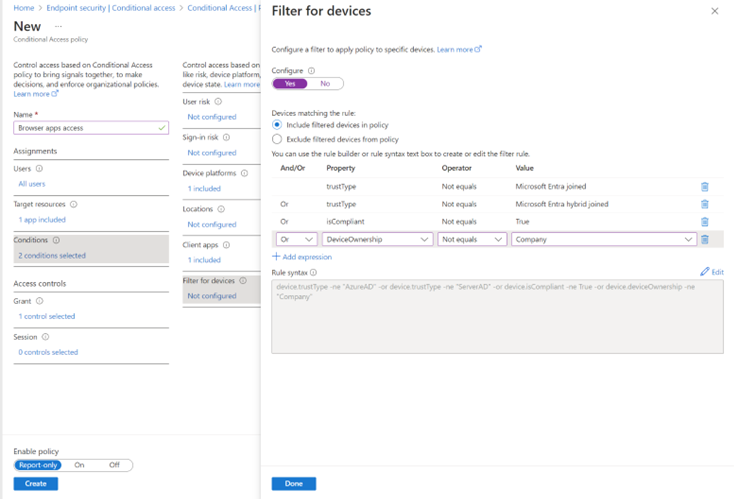 Home > Endpoint security | Conditional access > Conditional Access |
New ...
Conditional Access policy
Control access based on Conditional Access
policy to bring signals together, to make
decisions, and enforce organizational policies.
Learn more
Name *
Browser apps access
Assignments
Users
All users
Target resources
1 app included
Conditions
2 conditions selected
Access controls
Grant
1 control selected
Session
0 controls selected
Enable policy
Report-only On Off
Create
Control access based on
like risk, device platform,
device state. Learn more
User risk
Not configured
Sign-in risk
Not configured
Device platforms
1 included
Locations
Not configured
Client apps
1 included
Filter for devices
Not configured
Filter for devices
Configure a filter to apply policy to specific devices. Learn more
Configure
Yes No
Devices matching the rule:
Include filtered devices in policy
Exclude filtered devices from policy
You can use the rule builder or rule syntax text box to create or edit the filter rule.
And/Or Property Operator Value
trustType Not equals Microsoft Entra joined
Or trustType Not equals Microsoft Entra hybrid joined
Or isCompliant Not equals True
Or DeviceOwnership Not equals Company
+ Add expression
Rule syntax Edit
device.trustType -ne "AzureAD" -or device.trustType -ne "ServerAD" -or device.isCompliant -ne True -or device.deviceOwnership -ne
"Company"
Done